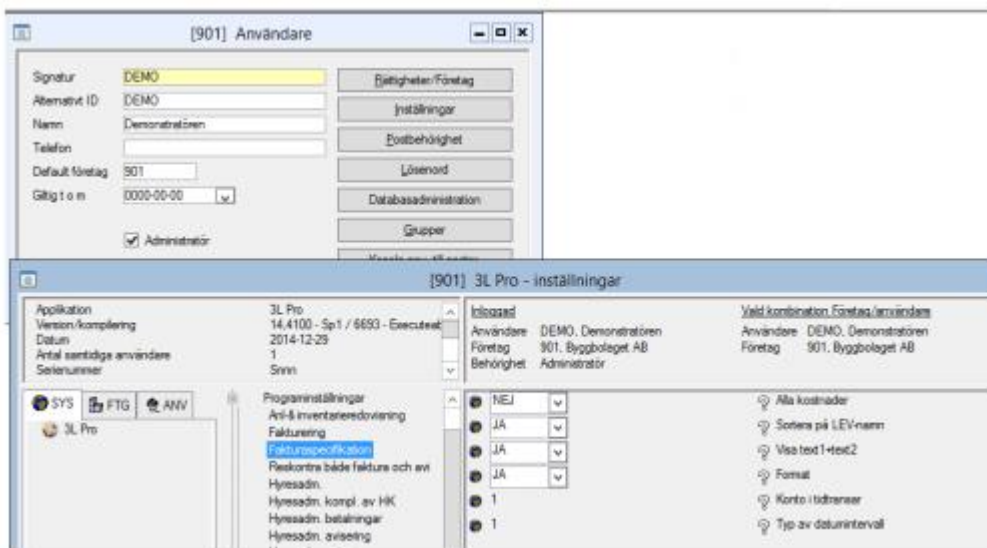 [901] Användare
Signatur DEMO
Alternativt ID DEMO
Namn Demonstratören
Telefon
Default företag 901
Giltig t o m 0000-00-00
Administratör
Rättigheter/Företag
Inställningar
Postbehörighet
Lösenord
Databasadministration
Grupper
[901] 3L Pro - inställningar
Applikation 3L Pro
Version/kompilering 14.4100 - Sp1 / 6693 - Executeab
Datum 2014-12-29
Antal samtidiga användare 1
Serienummer Snnn
Inloggad
Användare DEMO, Demonstratören
Företag 901, Byggbolaget AB
Behörighet Administratör
Vald kombination Företag/användare
Användare DEMO, Demonstratören
Företag 901, Byggbolaget AB
SYS FTG ANV
3L Pro
Programinställningar
Anl-& inventarieredovisning
Fakturering
Fakturaspecifikation
Reskontra både faktura och avi
Hyresadm.
Hyresadm. kompl. av HK
Hyresadm. betalningar
Hyresadm. avisering
NEJ Alla kostnader
JA Sortera på LEV-namn
JA Visa text1+text2
JA Format
1 Konto i tidtransar
1 Typ av datumintervall